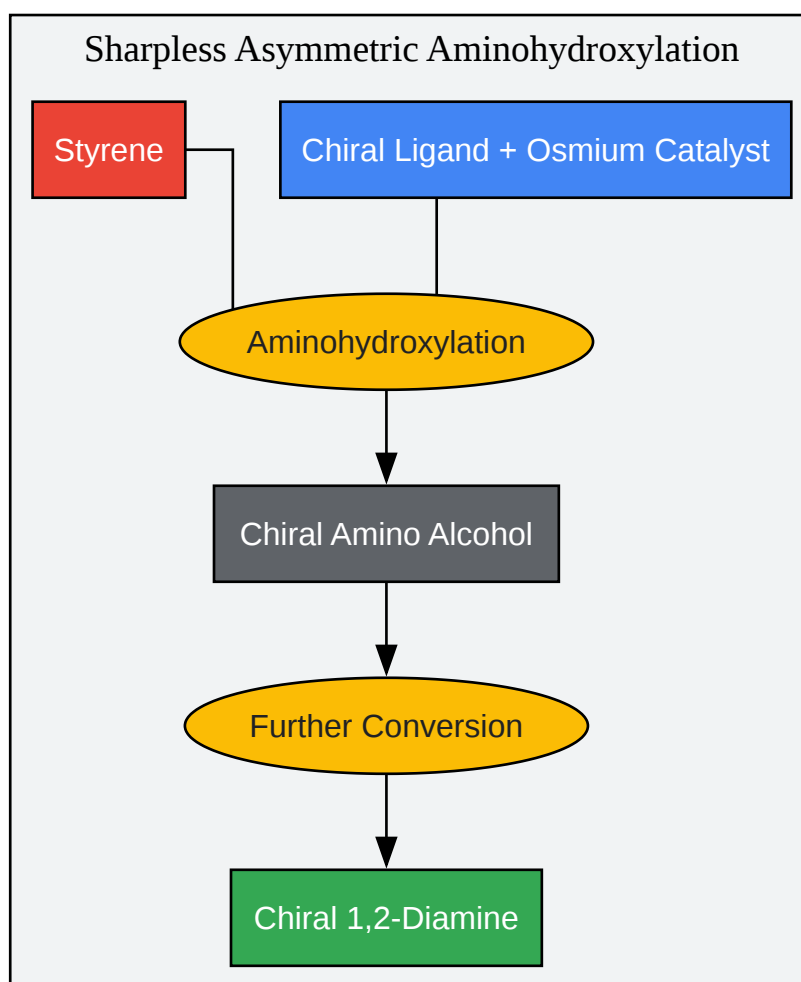 Sharpless Asymmetric Aminohydroxylation
Styrene
Chiral Ligand + Osmium Catalyst
Aminohydroxylation
Chiral Amino Alcohol
Further Conversion
Chiral 1,2-Diamine